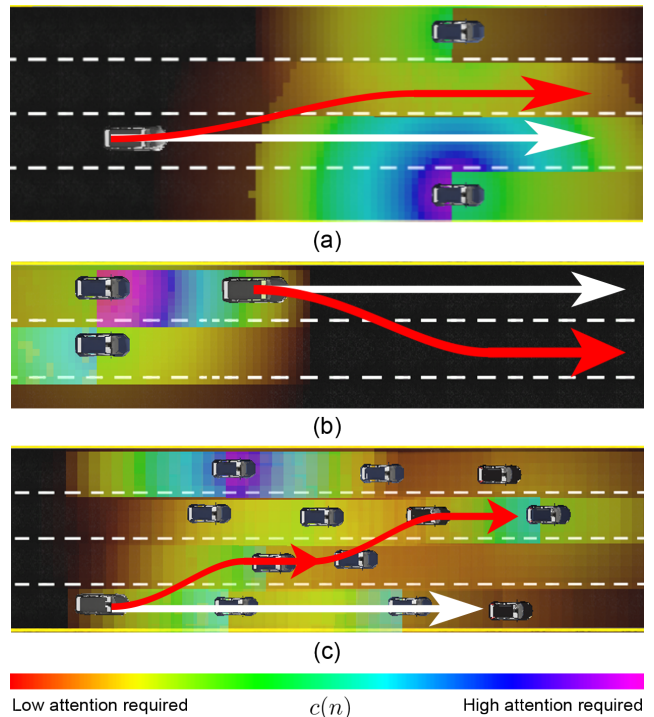 (a)
(b)
(c)
Low attention required c(n) High attention required